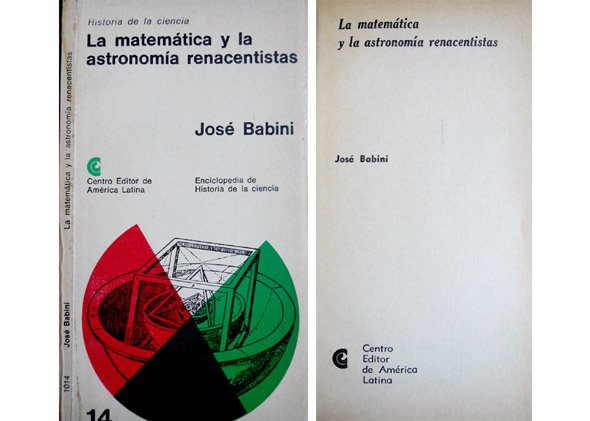 Historia de la ciencia
La matemática y la
astronomía renacentistas
José Babini
Centro Editor de
América Latina
Enciclopedia de
Historia de la ciencia
14
1014 José Babini La matemática y la astronomía renacentistas
La matemática
y la astronomía renacentistas
José Babini
Centro
Editor
de América
Latina